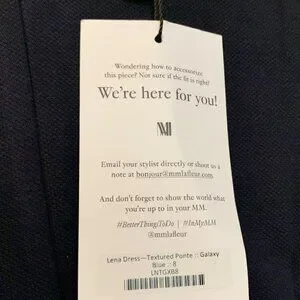 Wondering how to accessorize
this piece? Not sure if the fit is right?
We're here for you!
MM
Email your stylist directly or shoot us a
note at bonjour@mmlafleur.com
And don't forget to show the world what
you're up to in your MM.
#BetterThingsToDo | #InMyMM
@mmlafleur
Lena Dress—Textured Ponte :: Galaxy
Blue :: 8
LNTGXB8